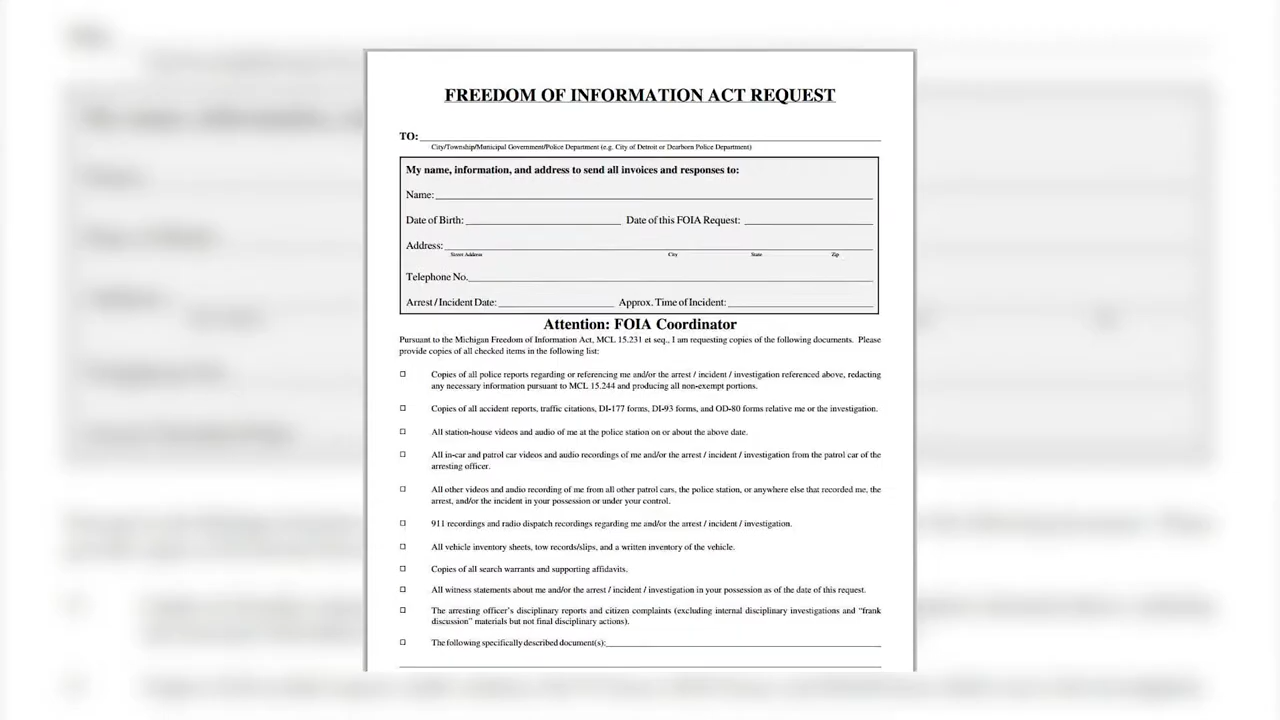 FREEDOM OF INFORMATION ACT REQUEST
TO:
City/Township/Municipal Government/Police Department (e.g. City of Detroit or Dearborn Police Department)
My name, information, and address to send all invoices and responses to:
Name:
Date of Birth: Date of this FOIA Request:
Address:
Street Address City State Zip
Telephone No.
Arrest / Incident Date: Approx. Time of Incident:
Attention: FOIA Coordinator
Pursuant to the Michigan Freedom of Information Act, MCL 15.231 et seq., I am requesting copies of the following documents. Please
provide copies of all checked items in the following list:
Copies of all police reports regarding or referencing me and/or the arrest / incident / investigation referenced above, redacting
any necessary information pursuant to MCL 15.244 and producing all non-exempt portions.
Copies of all accident reports, traffic citations, DI-177 forms, DI-93 forms, and OD-80 forms relative me or the investigation.
All station-house videos and audio of me at the police station on or about the above date.
All in-car and patrol car videos and audio recordings of me and/or the arrest / incident / investigation from the patrol car of the
arresting officer.
All other videos and audio recording of me from all other patrol cars, the police station, or anywhere else that recorded me, the
arrest, and/or the incident in your possession or under your control.
911 recordings and radio dispatch recordings regarding me and/or the arrest / incident / investigation.
All vehicle inventory sheets, tow records/slips, and a written inventory of the vehicle.
Copies of all search warrants and supporting affidavits.
All witness statements about me and/or the arrest / incident / investigation in your possession as of the date of this request.
The arresting officer's disciplinary reports and citizen complaints (excluding internal disciplinary investigations and "frank
discussion" materials but not final disciplinary actions).
The following specifically described document(s):